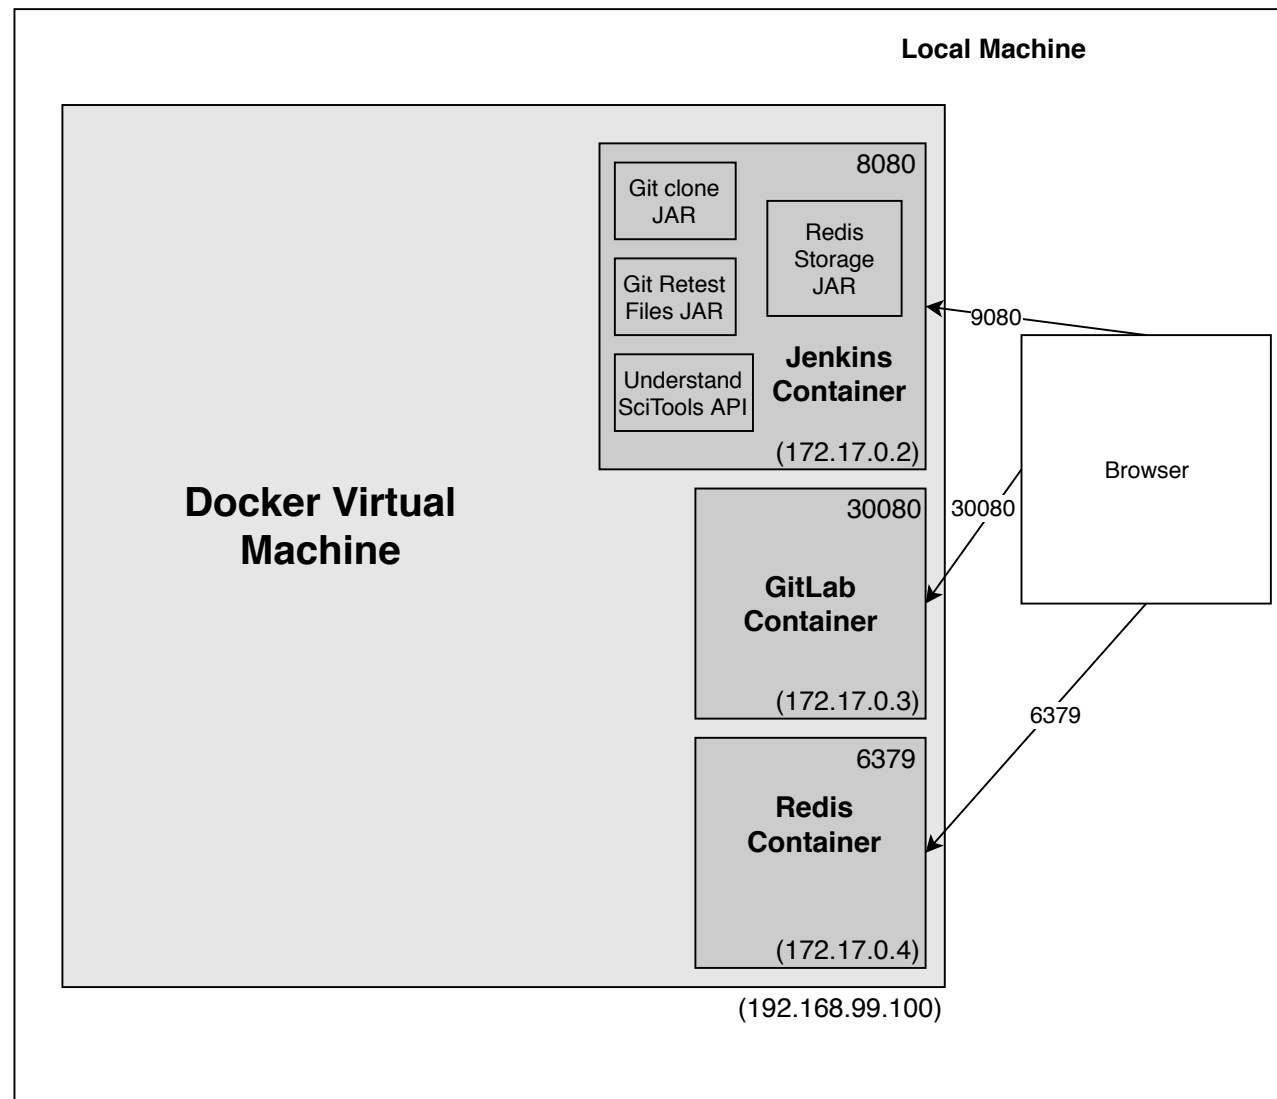 Local Machine
8080
Git clone
JAR
Redis
Storage
JAR
Git Retest
Files JAR
9080
Jenkins
Container
Understand
SciTools API
(172.17.0.2)
Browser
Docker Virtual
Machine
30080
30080
GitLab
Container
(172.17.0.3)
6379
6379
Redis
Container
(172.17.0.4)
(192.168.99.100)